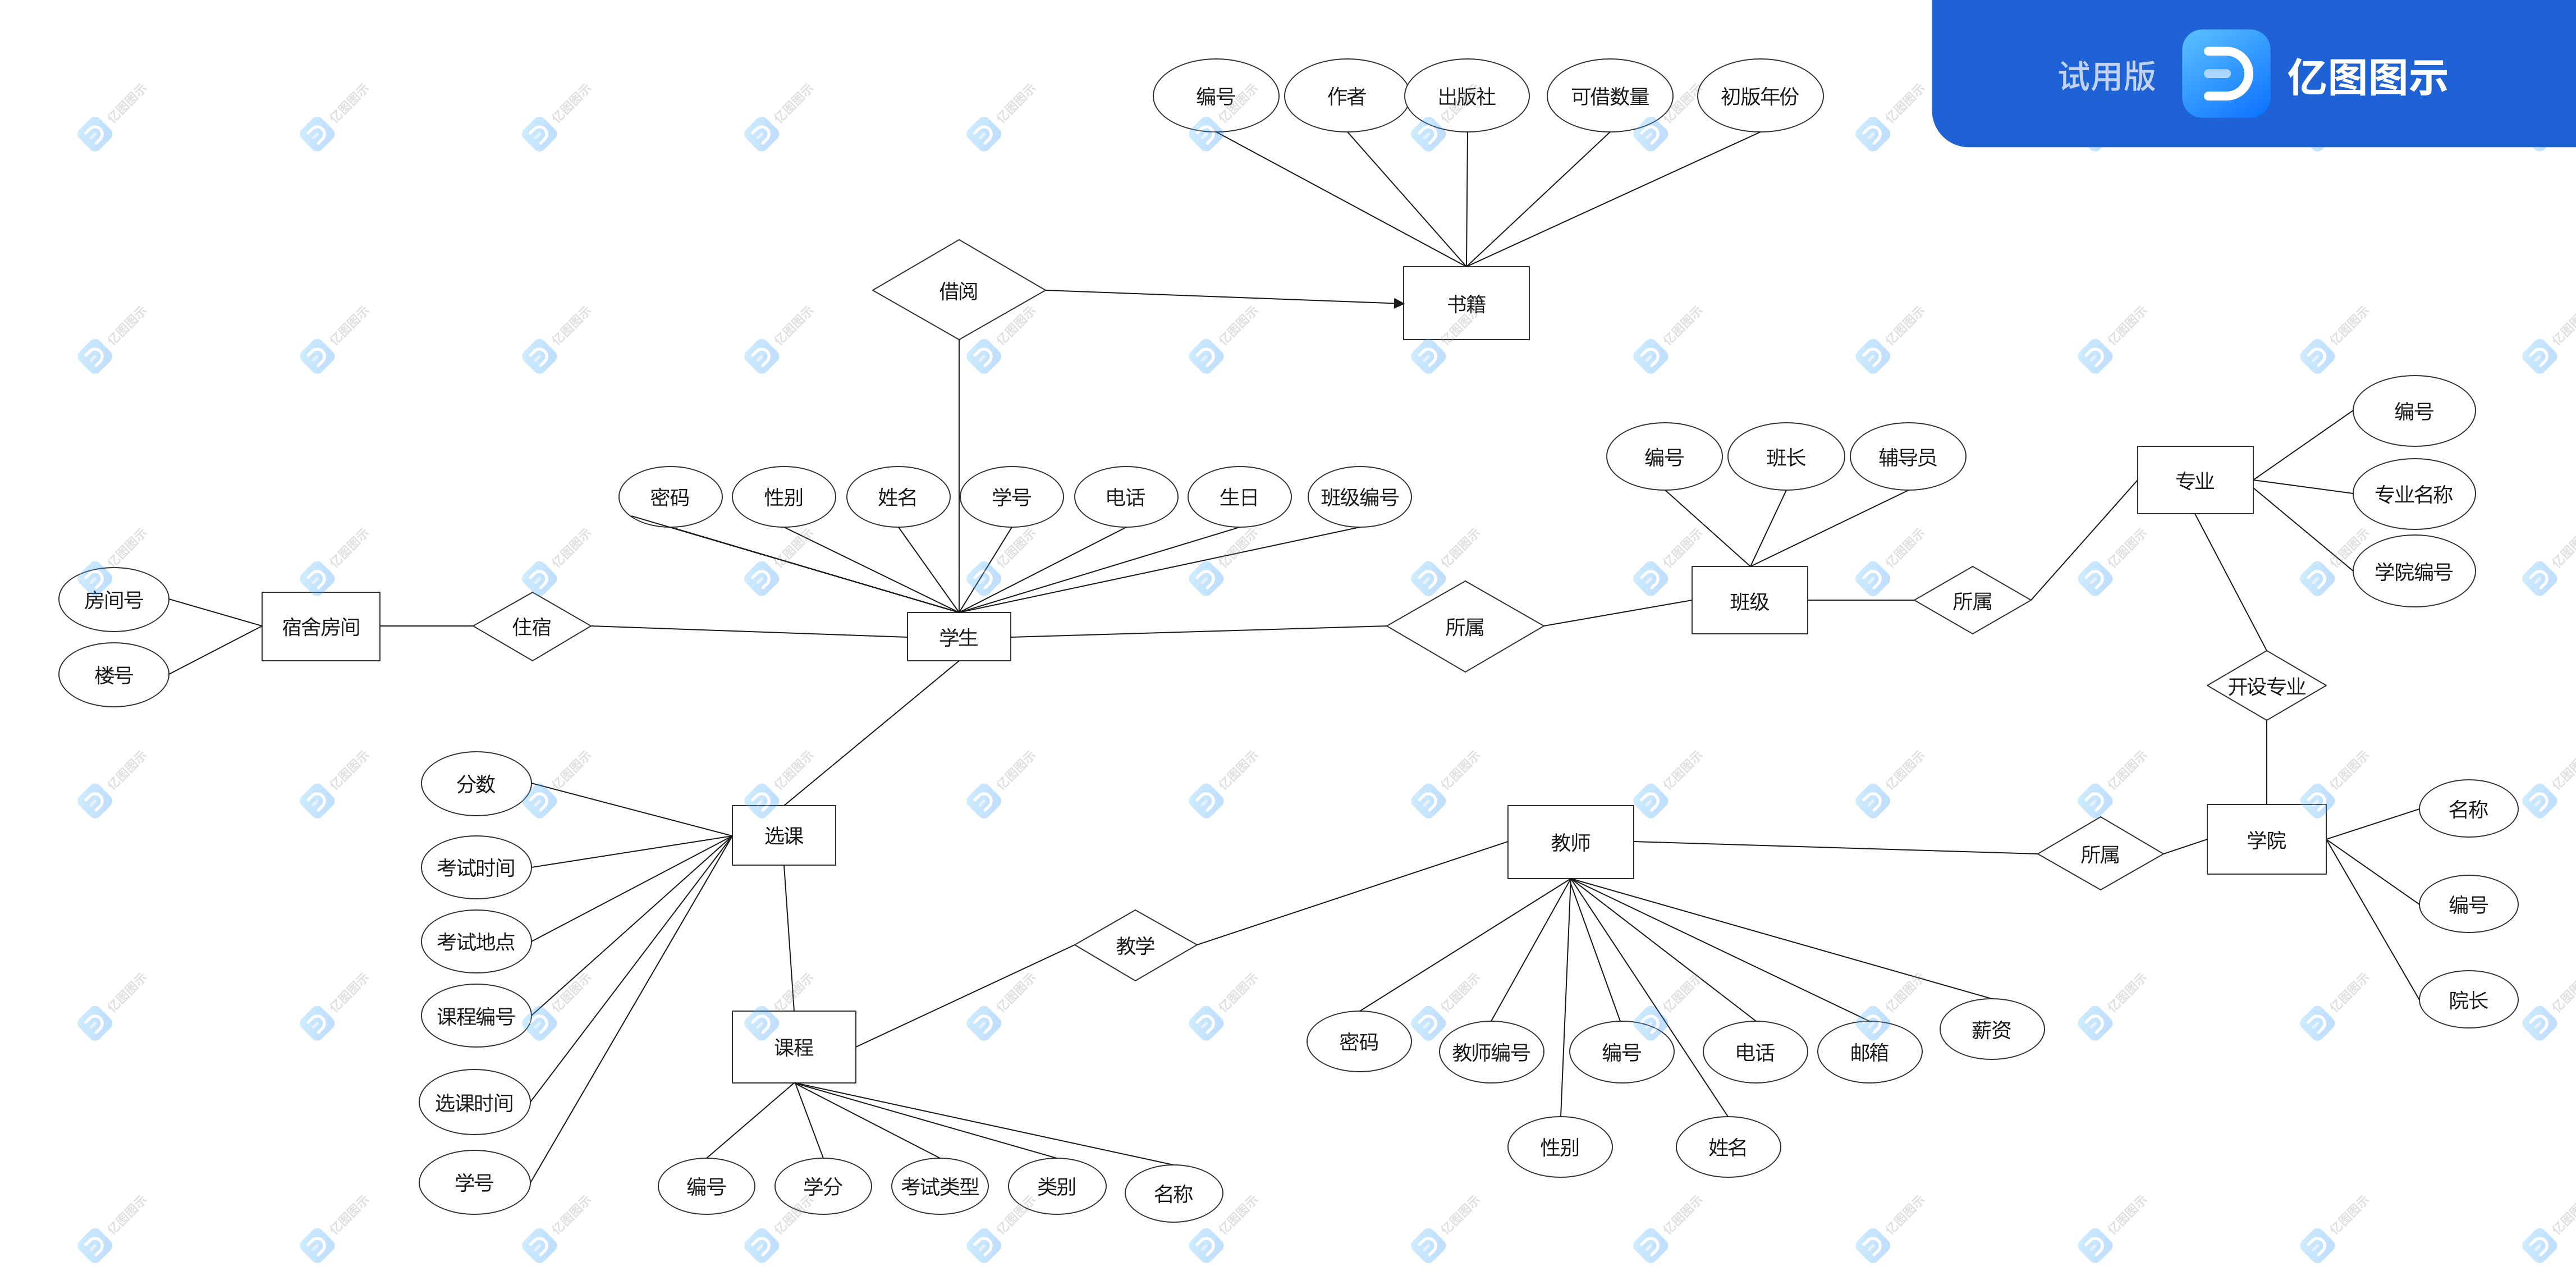 试用版 亿图图示
编号 作者 出版社 可借数量 初版年份
借阅
书籍
密码 性别 姓名 学号 电话 生日 班级编号
编号 班长 辅导员
编号
专业
专业名称
学院编号
房间号
宿舍房间
住宿
学生
所属
班级
所属
楼号
开设专业
分数
选课
教师
所属
学院
名称
考试时间
考试地点
教学
编号
课程编号
课程
密码 教师编号 编号 电话 邮箱 薪资
院长
选课时间
性别 姓名
学号
编号 学分 考试类型 类别 名称
亿图图示